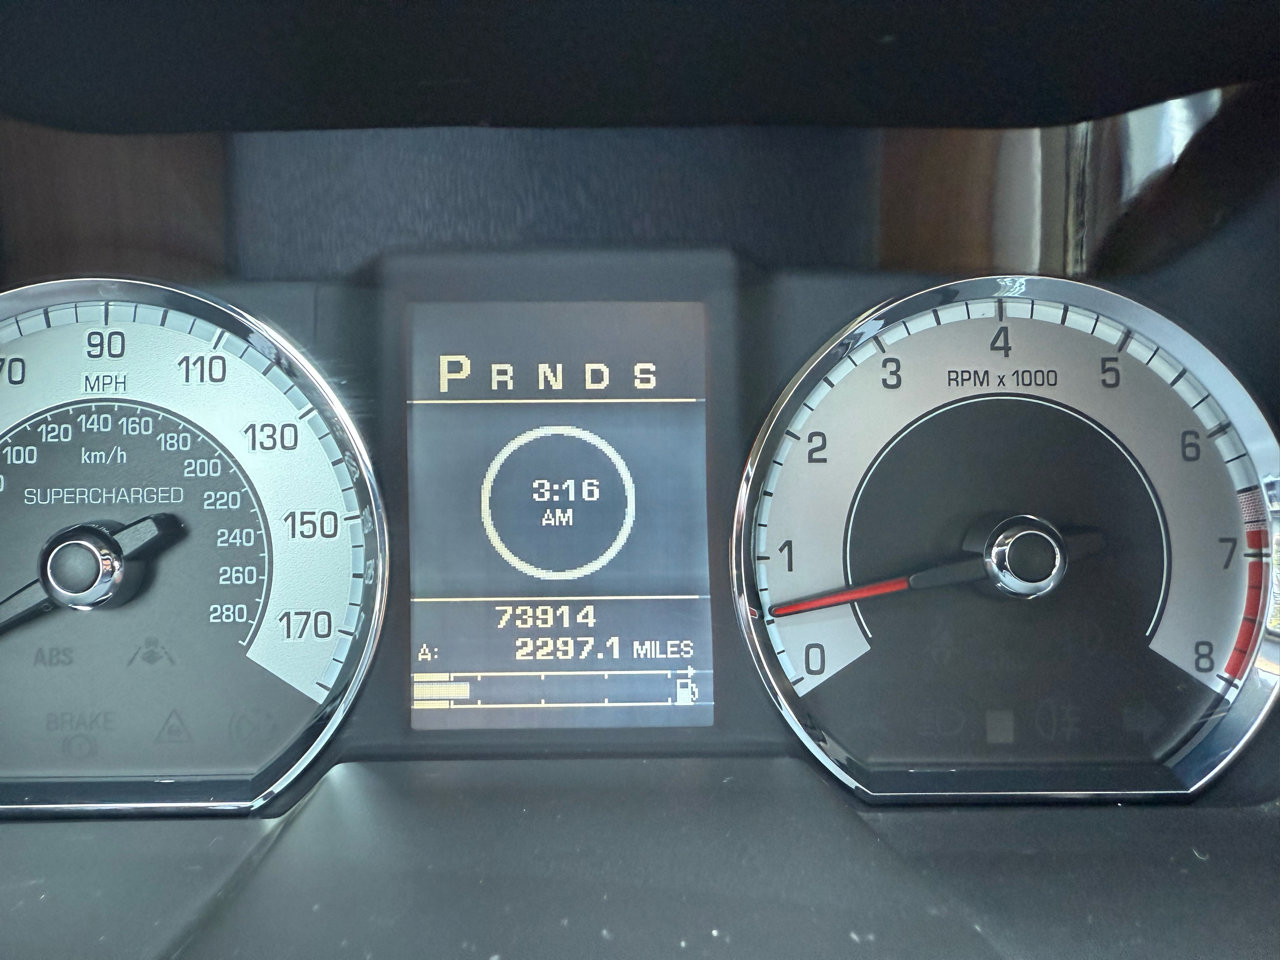 70 90 110 130 150 170
MPH
100 120 140 160 180 200 220 240 260 280
km/h
SUPERCHARGED
ABS
BRAKE
P R N D S
3:16
AM
73914
A: 2297.1 MILES
0 1 2 3 4 5 6 7 8
RPM x 1000